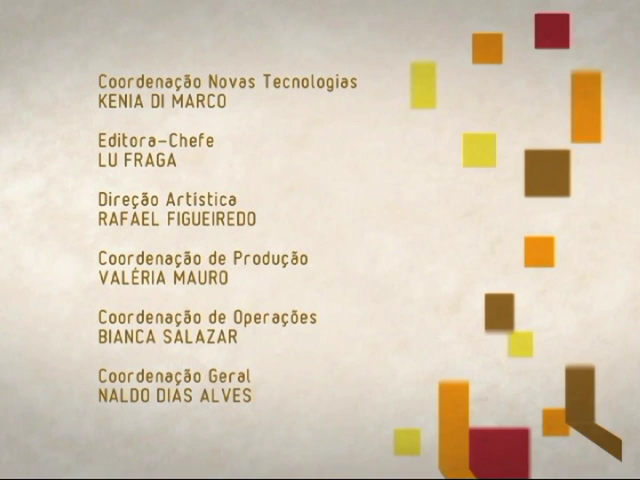 Coordenação Novas Tecnologias
KENIA DI MARCO
Editora-Chefe
LU FRAGA
Direção Artística
RAFAEL FIGUEIREDO
Coordenação de Produção
VALÉRIA MAURO
Coordenação de Operações
BIANCA SALAZAR
Coordenação Geral
NALDO DIAS ALVES